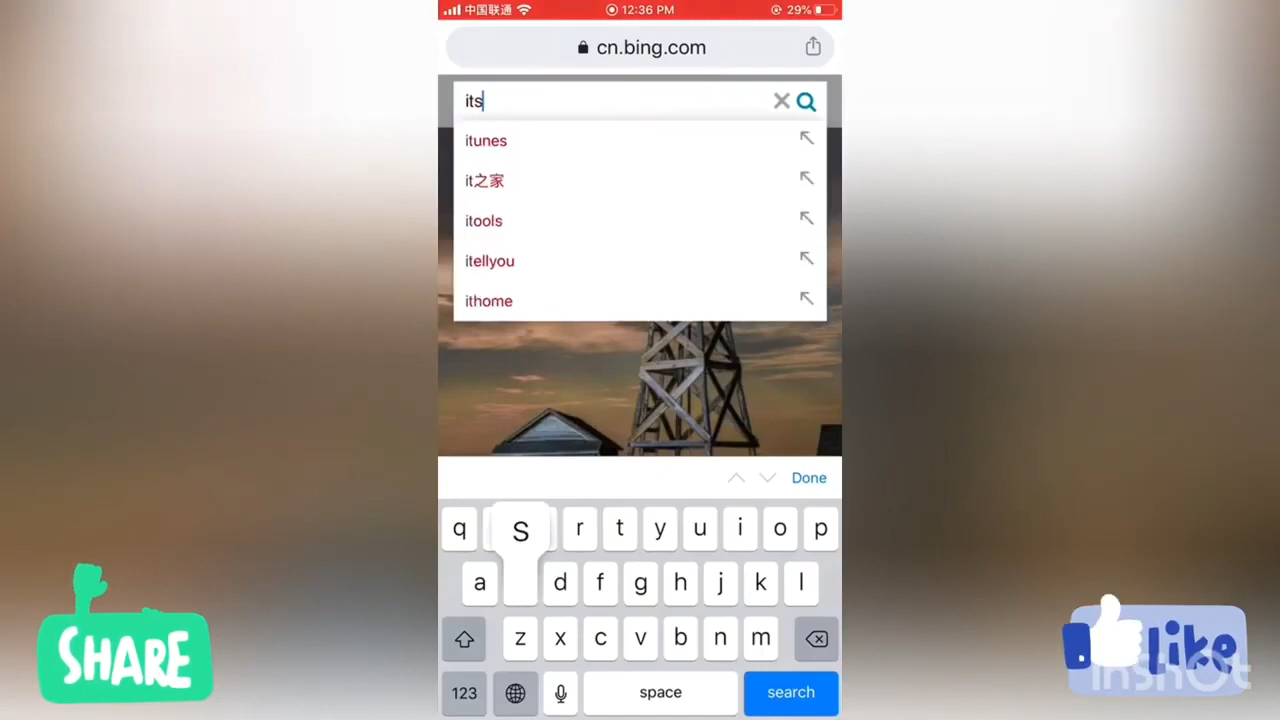 中国联通 12:36 PM 29%
cn.bing.com
its
itunes
it之家
itools
itellyou
ithome
Done
q S r t y u i o p
a d f g h j k l
z x c v b n m
123 space search
SHARE
like
InShOt